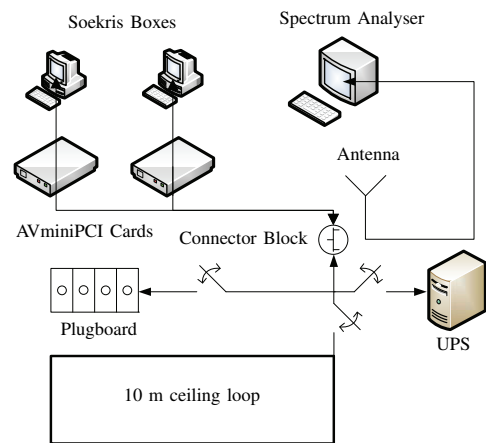 Soekris Boxes
Spectrum Analyser
Antenna
AVminiPCI Cards
Connector Block
Plugboard
UPS
10 m ceiling loop